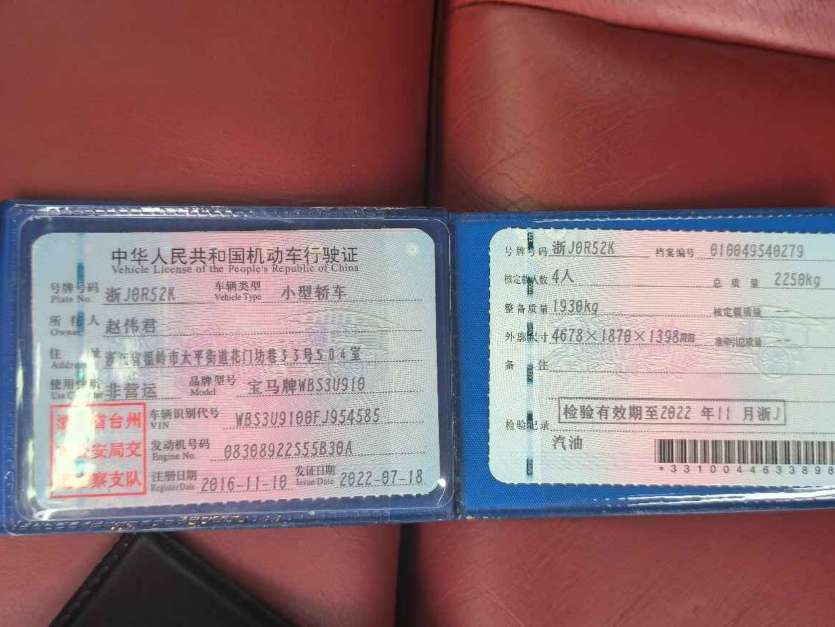 中华人民共和国机动车行驶证
Vehicle License of the People's Republic of China
号牌号码 浙J0R52K 车辆类型 小型轿车
Plate No. Vehicle Type
所有人 赵伟君
Owner
住 址 浙江省温岭市太平街道花门坊巷33号504室
Address
使用性质 非营运 品牌型号 宝马牌WBS3U910
Use Character Model
车辆识别代号 WBS3U9100FJ954585
VIN
发动机号码 08308922S55B30A
Engine No.
注册日期 2016-11-10 发证日期 2022-07-18
Register Date Issue Date
省台州
安局交
察支队
号牌号码 浙J0R52K 档案编号 010049540279
核定载人数 4人 总质量 2250kg
整备质量 1930kg 核定载质量 --
外廓尺寸 4678×1870×1398mm 准牵引总质量 --
备 注
检验有效期至2022年11月浙J
检验记录
汽油
*3310044633898